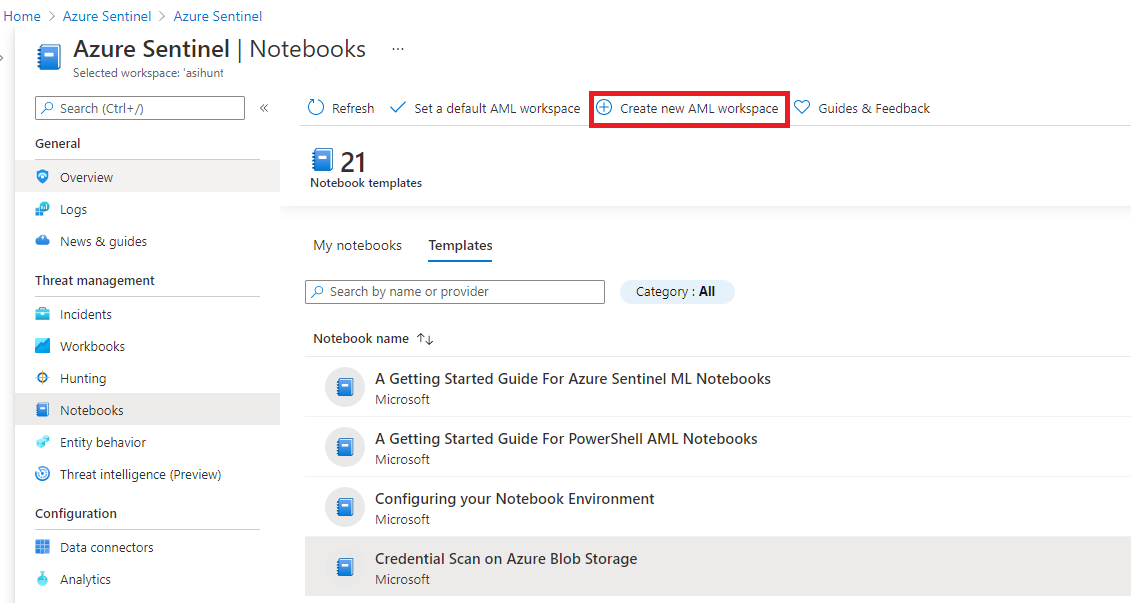 Home > Azure Sentinel > Azure Sentinel
Azure Sentinel | Notebooks ...
Selected workspace: 'asihunt
Search (Ctrl+/) «
Refresh Set a default AML workspace Create new AML workspace Guides & Feedback
General
Overview
Logs
News & guides
Threat management
Incidents
Workbooks
Hunting
Notebooks
Entity behavior
Threat intelligence (Preview)
Configuration
Data connectors
Analytics
21
Notebook templates
My notebooks Templates
Search by name or provider Category : All
Notebook name ↑↓
A Getting Started Guide For Azure Sentinel ML Notebooks
Microsoft
A Getting Started Guide For PowerShell AML Notebooks
Microsoft
Configuring your Notebook Environment
Microsoft
Credential Scan on Azure Blob Storage
Microsoft